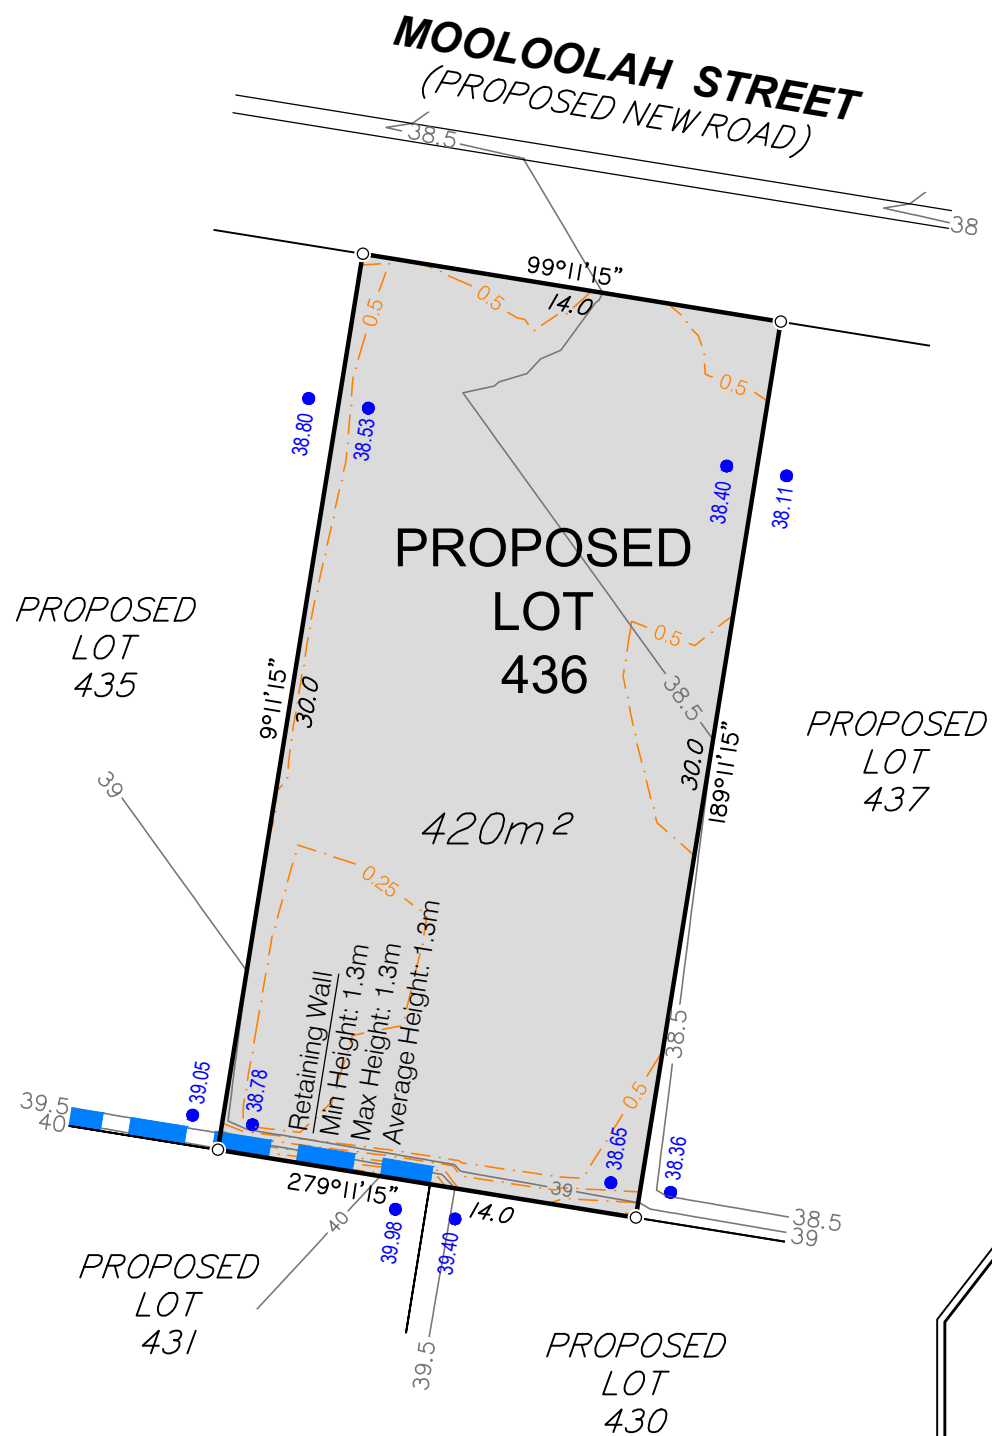 MOOLOOLAH STREET
(PROPOSED NEW ROAD)
38.5
38
99°11'15"
14.0
0.5
0.5
0.5
38.80
38.53
38.40
38.11
PROPOSED
LOT
436
PROPOSED
LOT
435
0.5
9°11'15"
30.0
38.5
30.0
189°11'15"
PROPOSED
LOT
437
39
420m²
0.25
Retaining Wall
Min Height: 1.3m
Max Height: 1.3m
Average Height: 1.3m
38.5
39.05
38.78
0.5
38.65
38.36
39.5
40
279°11'15"
14.0
39
40
39.98
39.40
38.5
39
PROPOSED
LOT
431
39.5
PROPOSED
LOT
430